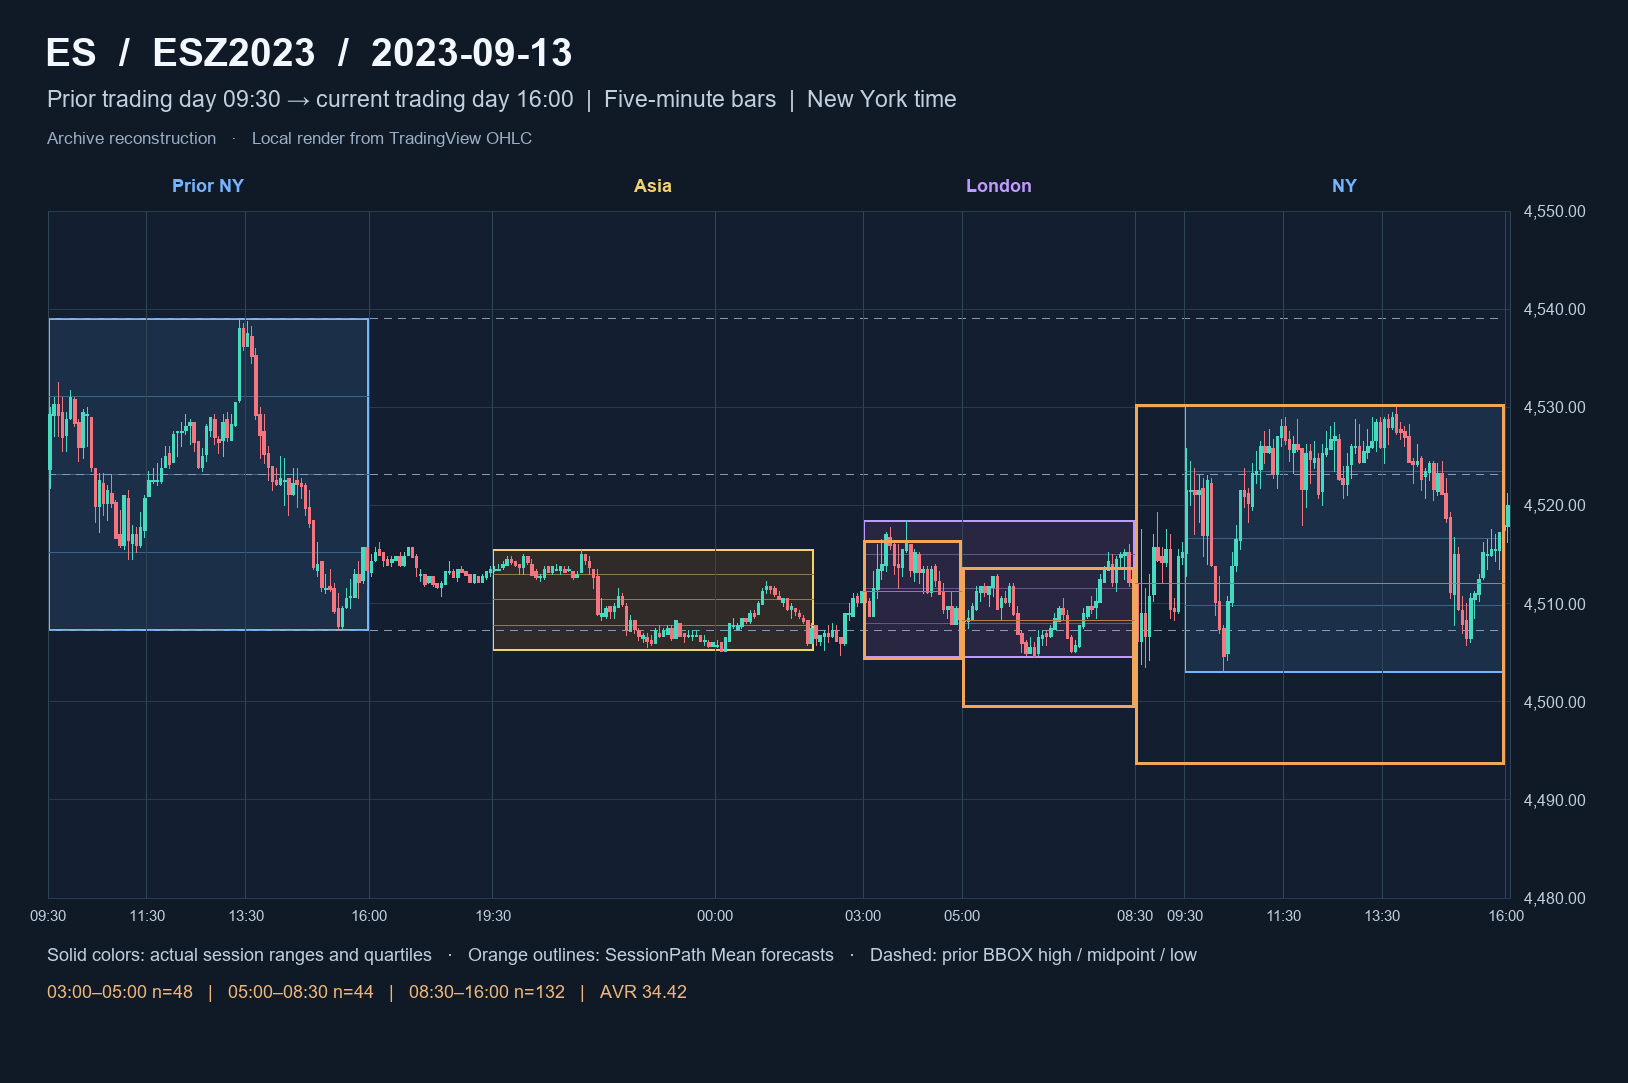 ES / ESZ2023 / 2023-09-13
Prior trading day 09:30 → current trading day 16:00 | Five-minute bars | New York time
Archive reconstruction · Local render from TradingView OHLC
Prior NY Asia London NY
4,550.00
4,540.00
4,530.00
4,520.00
4,510.00
4,500.00
4,490.00
4,480.00
09:30 11:30 13:30 16:00 19:30 00:00 03:00 05:00 08:30 09:30 11:30 13:30 16:00
Solid colors: actual session ranges and quartiles · Orange outlines: SessionPath Mean forecasts · Dashed: prior BBOX high / midpoint / low
03:00–05:00 n=48 | 05:00–08:30 n=44 | 08:30–16:00 n=132 | AVR 34.42